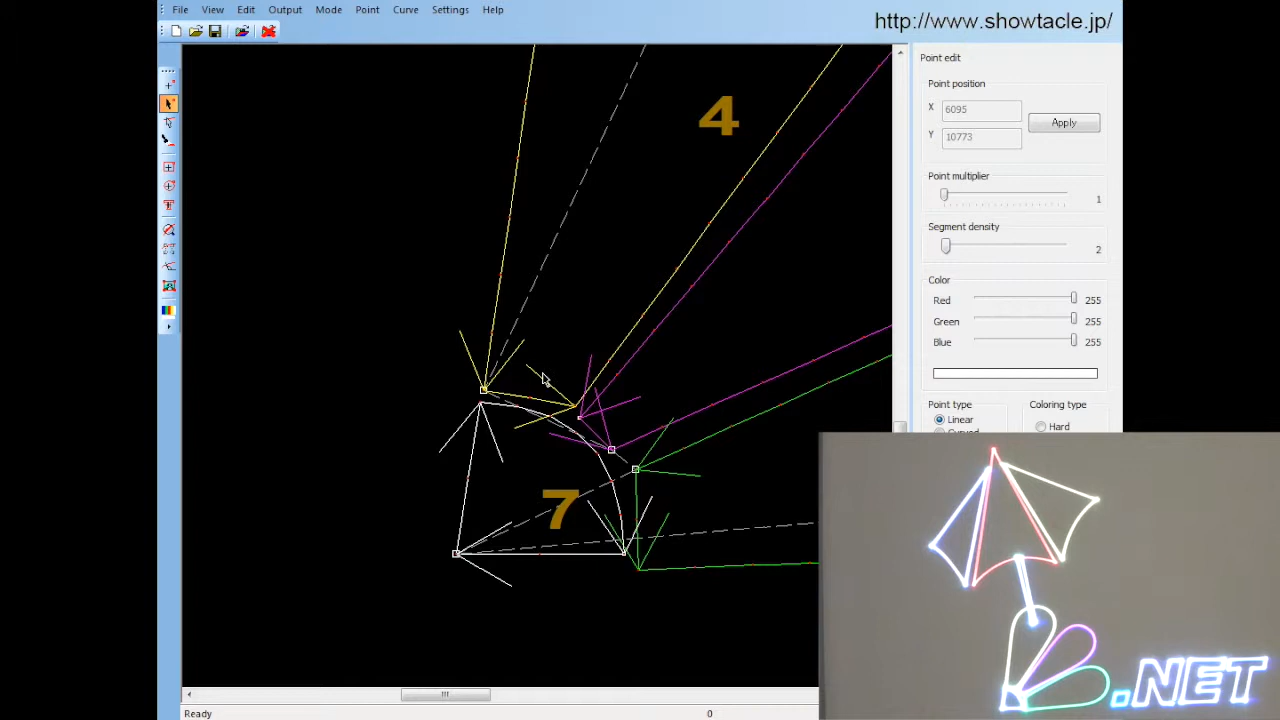 File View Edit Output Mode Point Curve Settings Help
http://www.showtacle.jp/
Point edit
Point position
X 6095
Apply
Y 10773
Point multiplier
1
Segment density
2
Color
Red 255
Green 255
Blue 255
Point type Coloring type
Linear Hard
4
7
.NET
Ready 0